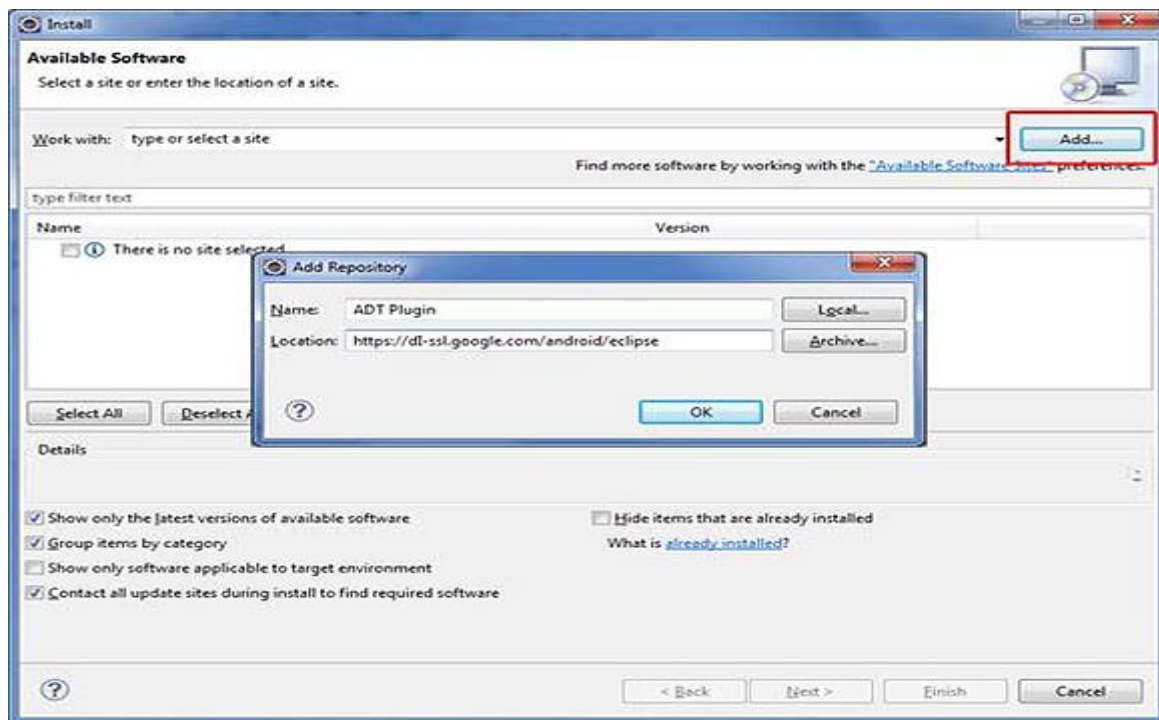 Install
Available Software
Select a site or enter the location of a site.
Work with: type or select a site
Add...
Find more software by working with the "Available Software Sites" preferences.
type filter text
Name Version
There is no site selected.
Add Repository
Name: ADT Plugin Local...
Location: https://dI-ssl.google.com/android/eclipse Archive...
OK Cancel
Select All Deselect A
Details
Show only the latest versions of available software
Hide items that are already installed
Group items by category
What is already installed?
Show only software applicable to target environment
Contact all update sites during install to find required software
< Back Next > Finish Cancel